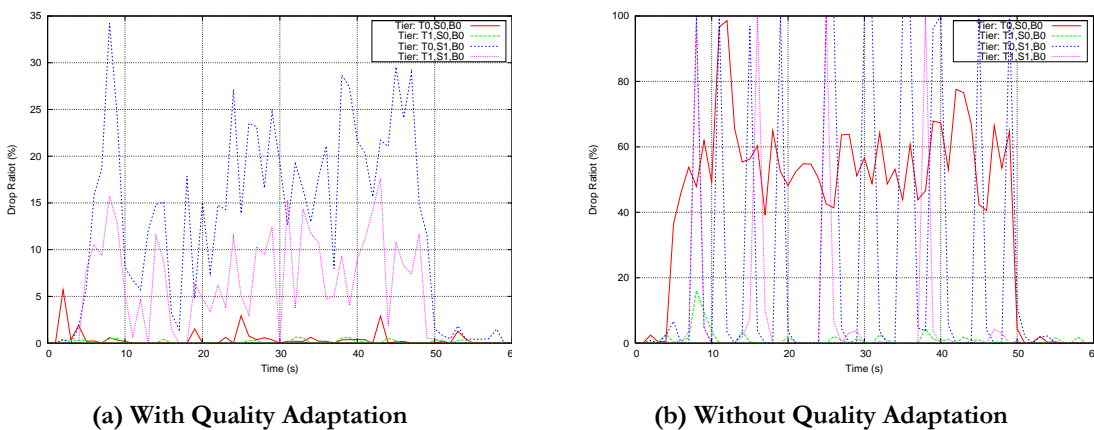 35
30
25
20
15
10
5
0
Drop Ratiot (%)
Tier: T0,S0,B0
Tier: T1,S0,B0
Tier: T0,S1,B0
Tier: T1,S1,B0
0 10 20 30 40 50 6
Time (s)
(a) With Quality Adaptation
100
80
60
40
20
0
Drop Ratiot (%)
Tier: T0,S0,B0
Tier: T1,S0,B0
Tier: T0,S1,B0
Tier: T1,S1,B0
0 10 20 30 40 50 6
Time (s)
(b) Without Quality Adaptation